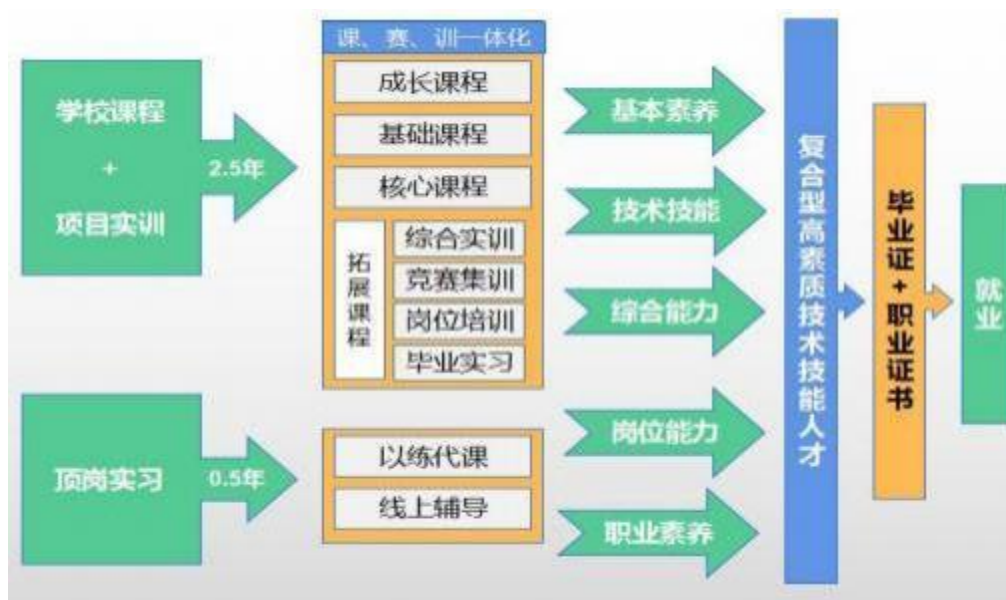 学校课程
+
项目实训
2.5年
课、赛、训一体化
成长课程
基础课程
核心课程
拓展课程
综合实训
竞赛集训
岗位培训
毕业实习
顶岗实习
0.5年
以练代课
线上辅导
基本素养
技术技能
综合能力
岗位能力
职业素养
复合型高素质技术技能人才
毕业证+职业证书
就业